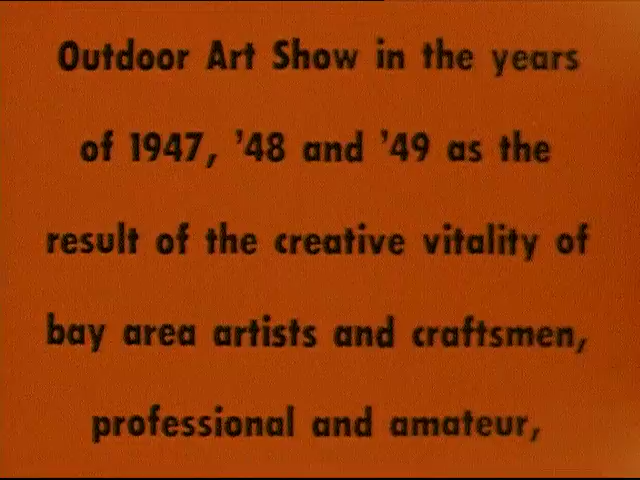 Outdoor Art Show in the years
of 1947, '48 and '49 as the
result of the creative vitality of
bay area artists and craftsmen,
professional and amateur,